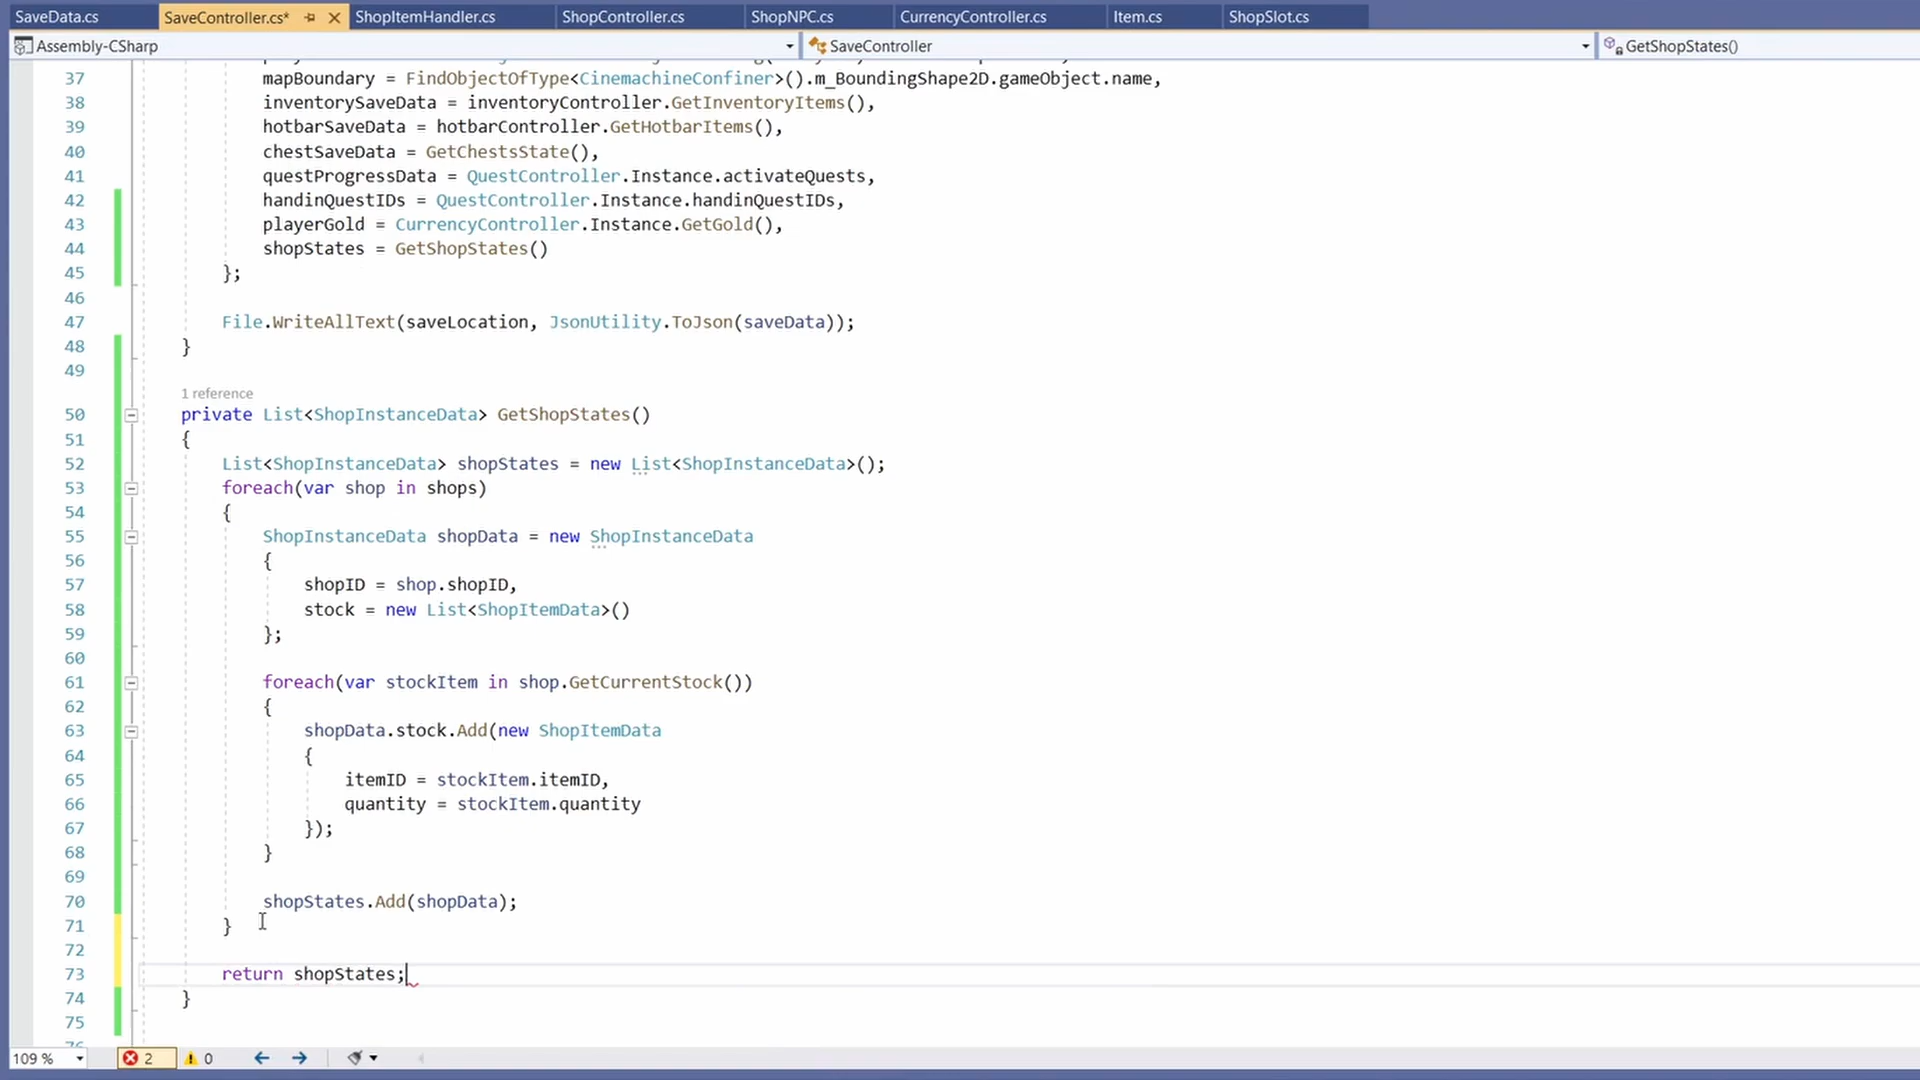 SaveData.cs SaveController.cs* ShopItemHandler.cs ShopController.cs ShopNPC.cs CurrencyController.cs Item.cs ShopSlot.cs
Assembly-CSharp SaveController GetShopStates()
37 mapBoundary = FindObjectOfType<CinemachineConfiner>().m_BoundingShape2D.gameObject.name,
38 inventorySaveData = inventoryController.GetInventoryItems(),
39 hotbarSaveData = hotbarController.GetHotbarItems(),
40 chestSaveData = GetChestsState(),
41 questProgressData = QuestController.Instance.activateQuests,
42 handinQuestIDs = QuestController.Instance.handinQuestIDs,
43 playerGold = CurrencyController.Instance.GetGold(),
44 shopStates = GetShopStates()
45 };
46
47 File.WriteAllText(saveLocation, JsonUtility.ToJson(saveData));
48 }
49
1 reference
50 private List<ShopInstanceData> GetShopStates()
51 {
52 List<ShopInstanceData> shopStates = new List<ShopInstanceData>();
53 foreach(var shop in shops)
54 {
55 ShopInstanceData shopData = new ShopInstanceData
56 {
57 shopID = shop.shopID,
58 stock = new List<ShopItemData>()
59 };
60
61 foreach(var stockItem in shop.GetCurrentStock())
62 {
63 shopData.stock.Add(new ShopItemData
64 {
65 itemID = stockItem.itemID,
66 quantity = stockItem.quantity
67 });
68 }
69
70 shopStates.Add(shopData);
71 }
72
73 return shopStates;
74 }
75
109 % 2 0